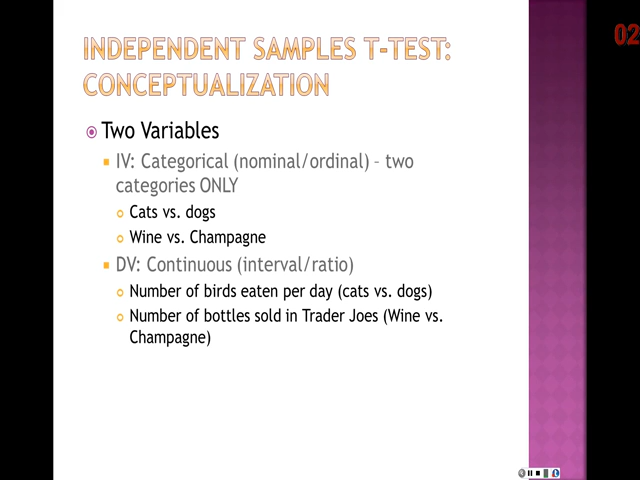 02
INDEPENDENT SAMPLES T-TEST:
CONCEPTUALIZATION
Two Variables
IV: Categorical (nominal/ordinal) – two
categories ONLY
Cats vs. dogs
Wine vs. Champagne
DV: Continuous (interval/ratio)
Number of birds eaten per day (cats vs. dogs)
Number of bottles sold in Trader Joes (Wine vs.
Champagne)